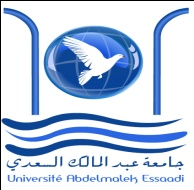 جامعة عبد المالك السعدي
Université Abdelmalek Essaadi